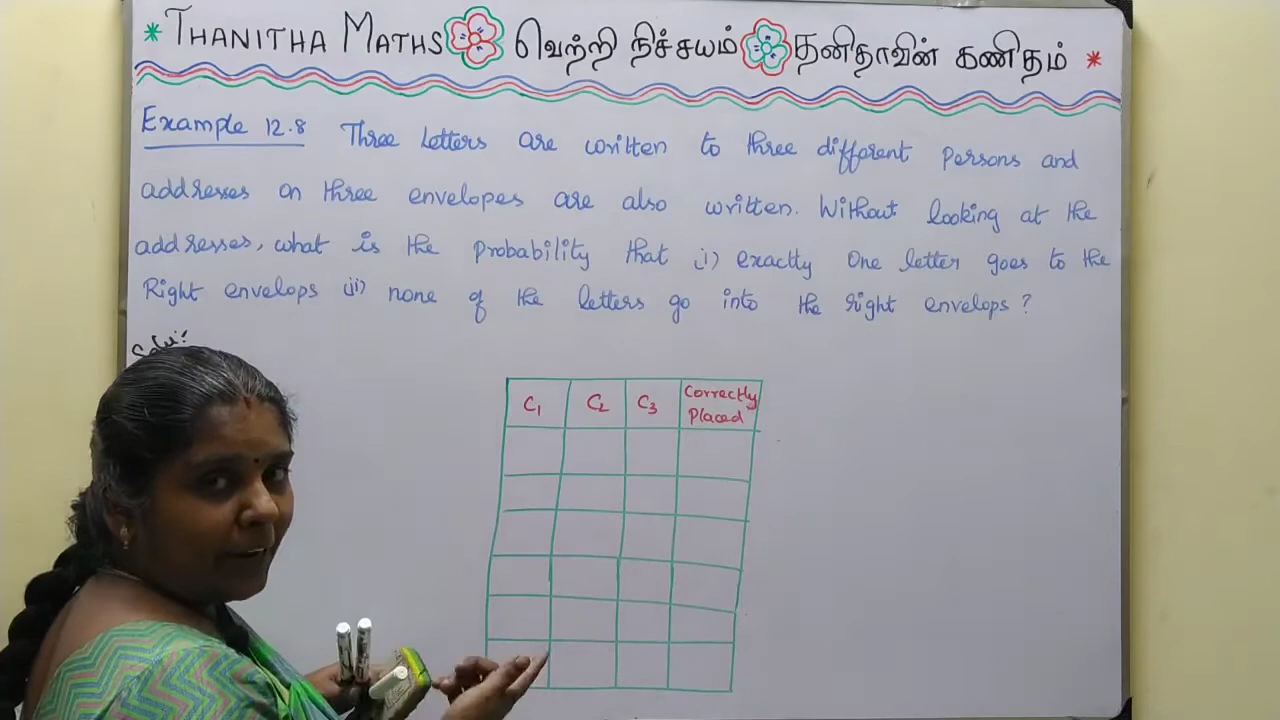 * THANITHA MATHS வெற்றி நிச்சயம் தனிதாவின் கணிதம் *
Example 12.8 Three letters are written to three different persons and
addresses on three envelopes are also written. Without looking at the
addresses, what is the probability that (i) exactly One letter goes to the
Right envelops (ii) none of the letters go into the right envelops?
Solu:
C1 C2 C3 Correctly
Placed